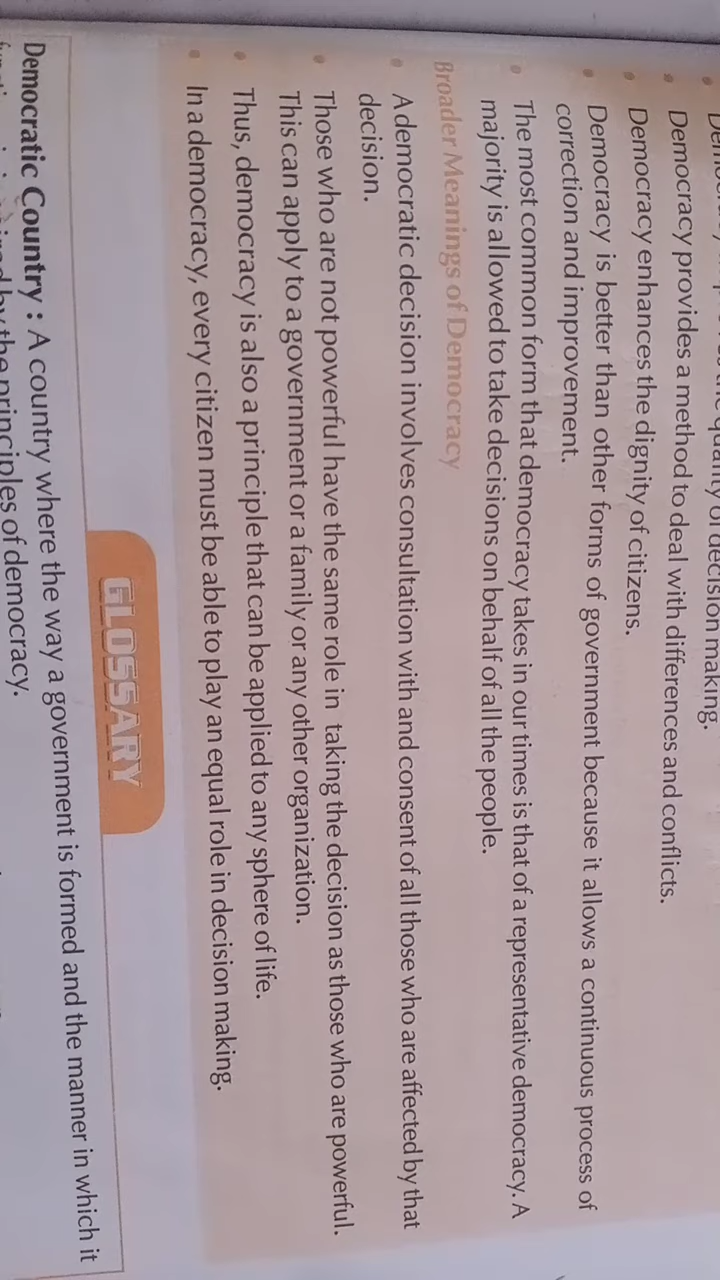 quality of decision making.
Democracy provides a method to deal with differences and conflicts.
Democracy enhances the dignity of citizens.
Democracy is better than other forms of government because it allows a continuous process of
correction and improvement.
The most common form that democracy takes in our times is that of a representative democracy. A
majority is allowed to take decisions on behalf of all the people.
Broader Meanings of Democracy
A democratic decision involves consultation with and consent of all those who are affected by that
decision.
Those who are not powerful have the same role in taking the decision as those who are powerful.
This can apply to a government or a family or any other organization.
Thus, democracy is also a principle that can be applied to any sphere of life.
In a democracy, every citizen must be able to play an equal role in decision making.
GLOSSARY
Democratic Country : A country where the way a government is formed and the manner in which it
by the principles of democracy.